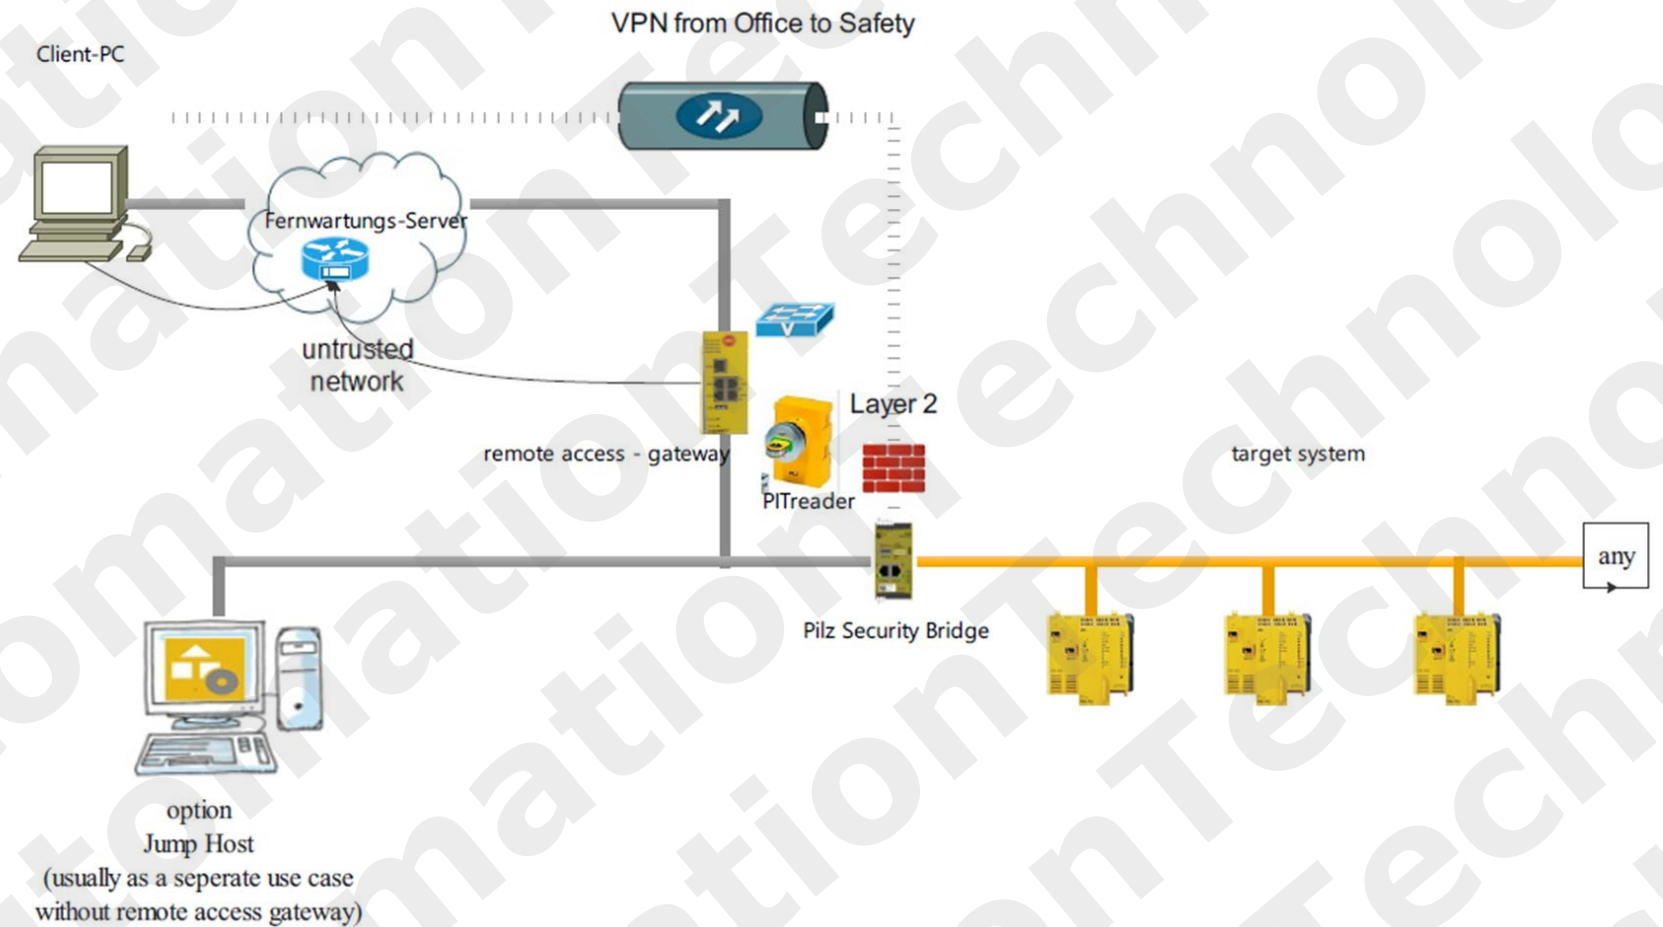 VPN from Office to Safety
Client-PC
Fernwartungs-Server
untrusted
network
V
Layer 2
remote access - gateway
PITreader
target system
any
Pilz Security Bridge
option
Jump Host
(usually as a seperate use case
without remote access gateway)
AutomationTechnology